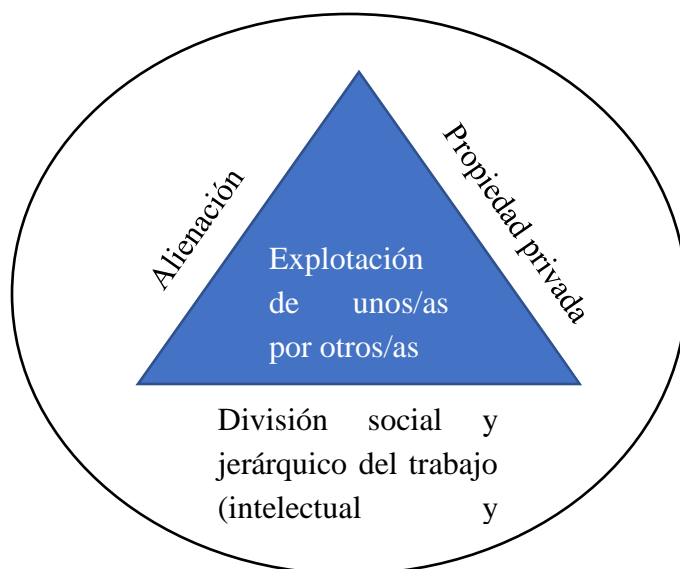 Alienación
Propiedad privada
Explotación
de unos/as
por otros/as
División social y
jerárquico del trabajo
(intelectual y